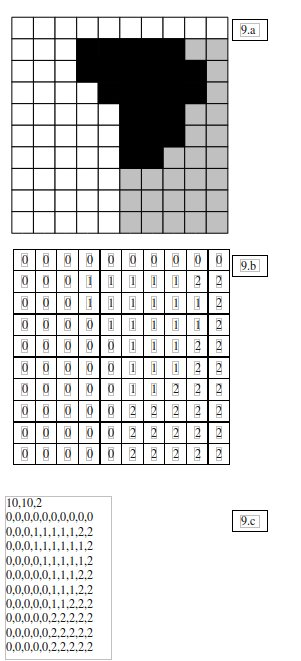 9.a
0 0 0 0 0 0 0 0 0 0
9.b
0 0 0 1 1 1 1 1 2 2
0 0 0 1 1 1 1 1 1 2
0 0 0 0 1 1 1 1 1 2
0 0 0 0 0 1 1 1 2 2
0 0 0 0 0 1 1 1 2 2
0 0 0 0 0 1 1 2 2 2
0 0 0 0 0 2 2 2 2 2
0 0 0 0 0 2 2 2 2 2
0 0 0 0 0 2 2 2 2 2
10,10,2
0,0,0,0,0,0,0,0,0,0
9.c
0,0,0,1,1,1,1,1,2,2
0,0,0,1,1,1,1,1,1,2
0,0,0,0,1,1,1,1,1,2
0,0,0,0,0,1,1,1,2,2
0,0,0,0,0,1,1,1,2,2
0,0,0,0,0,1,1,2,2,2
0,0,0,0,0,2,2,2,2,2
0,0,0,0,0,2,2,2,2,2
0,0,0,0,0,2,2,2,2,2